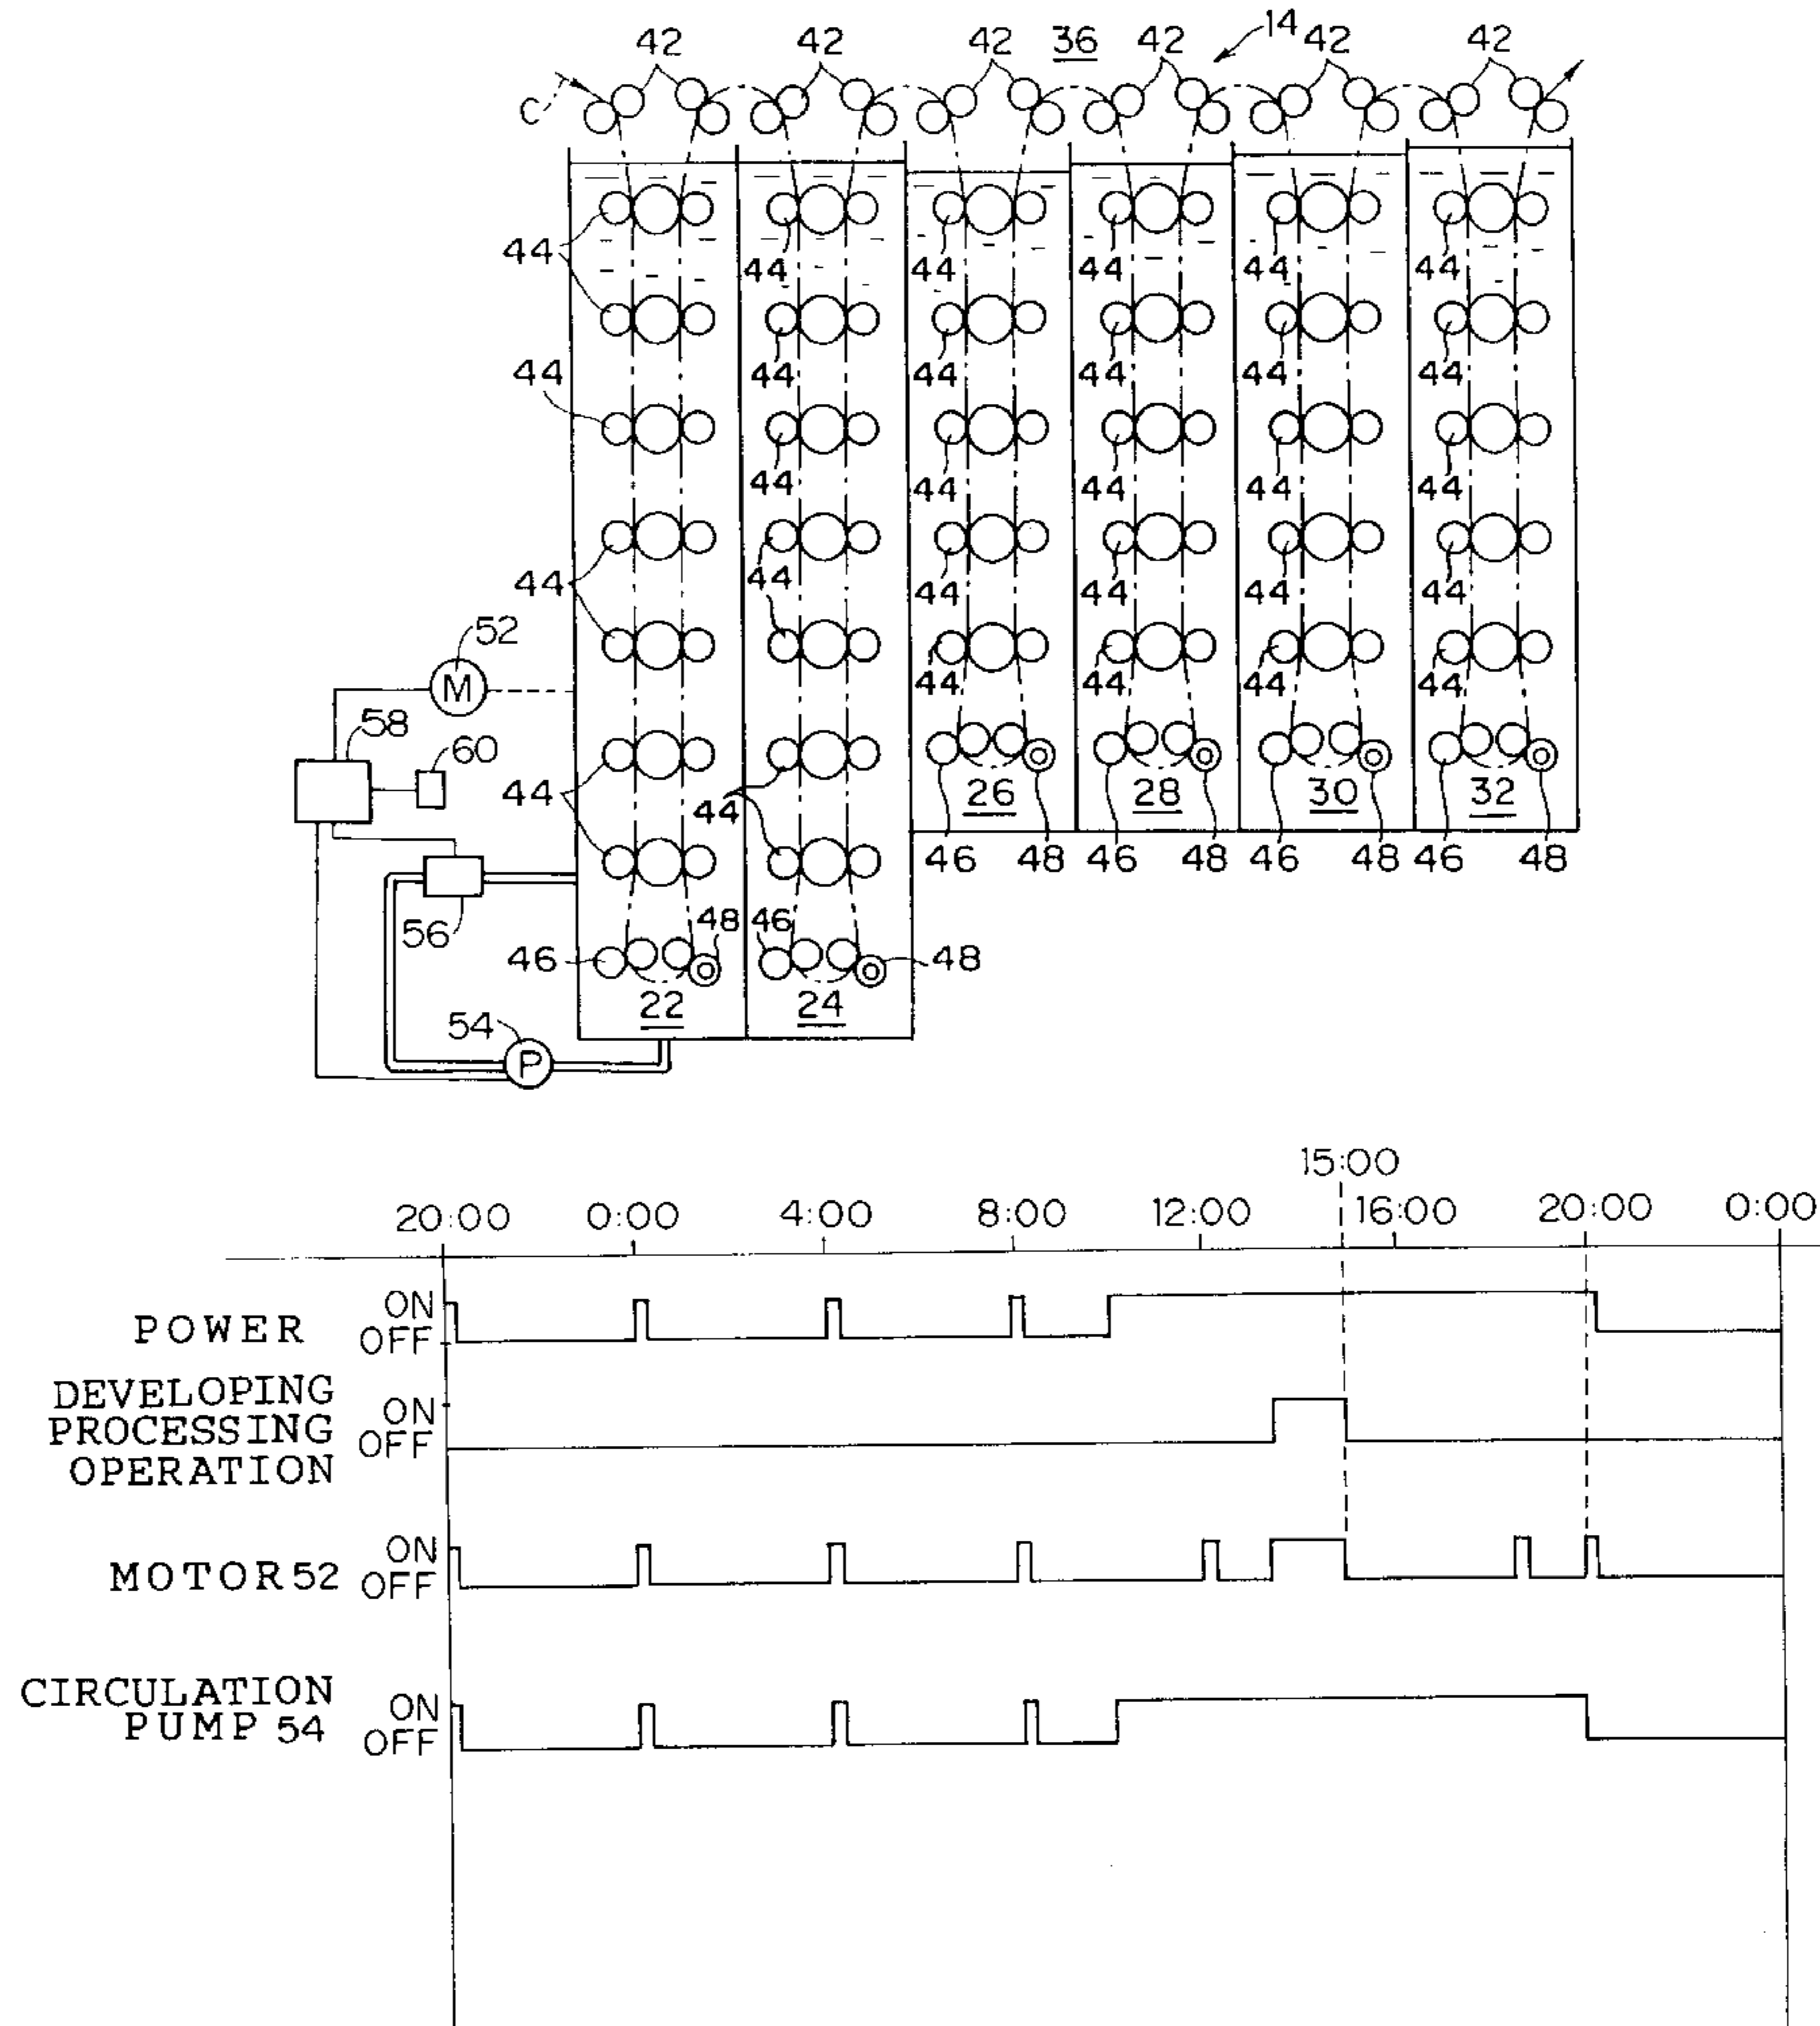 42 42 42 36 42 14 42 42
C
44 44 44 44 44 44
44 44 44 44 44 44
44 44 44 44 44
44 44 44 44 44 44
52
M
44 44 44 44
58
60
44 44
26 28 30 32
46 48 46 48 46 48 46 48
56
46 48 46 48
22 24
54
P
15:00
20:00 0:00 4:00 8:00 12:00 16:00 20:00 0:00
POWER ON
OFF
DEVELOPING
PROCESSING
OPERATION
ON
OFF
MOTOR 52 ON
OFF
CIRCULATION
PUMP 54
ON
OFF